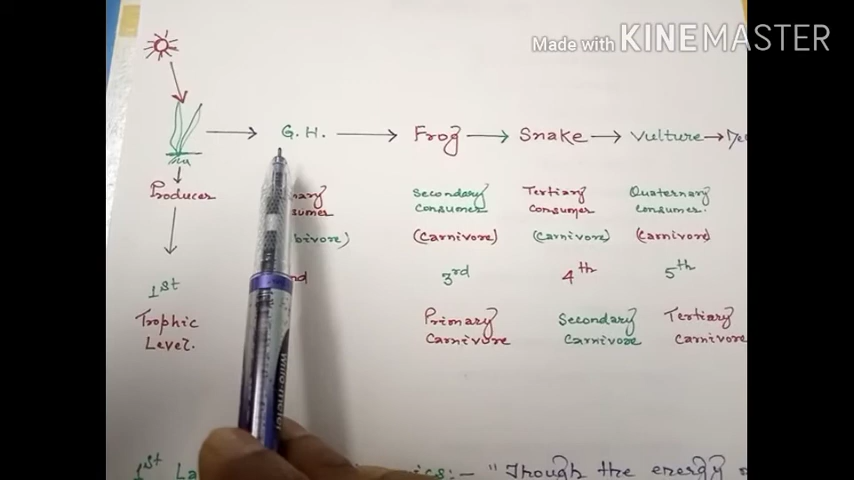 Made with KINEMASTER
G.H. Frog Snake Vulture
Producer Secondary Consumer Tertiary Consumer Quaternary Consumer.
(Carnivore) (Carnivore) (Carnivore)
1st 3rd 4th 5th
Trophic Level. Primary Carnivore Secondary Carnivore Tertiary Carnivore
1st :- "Though the energy